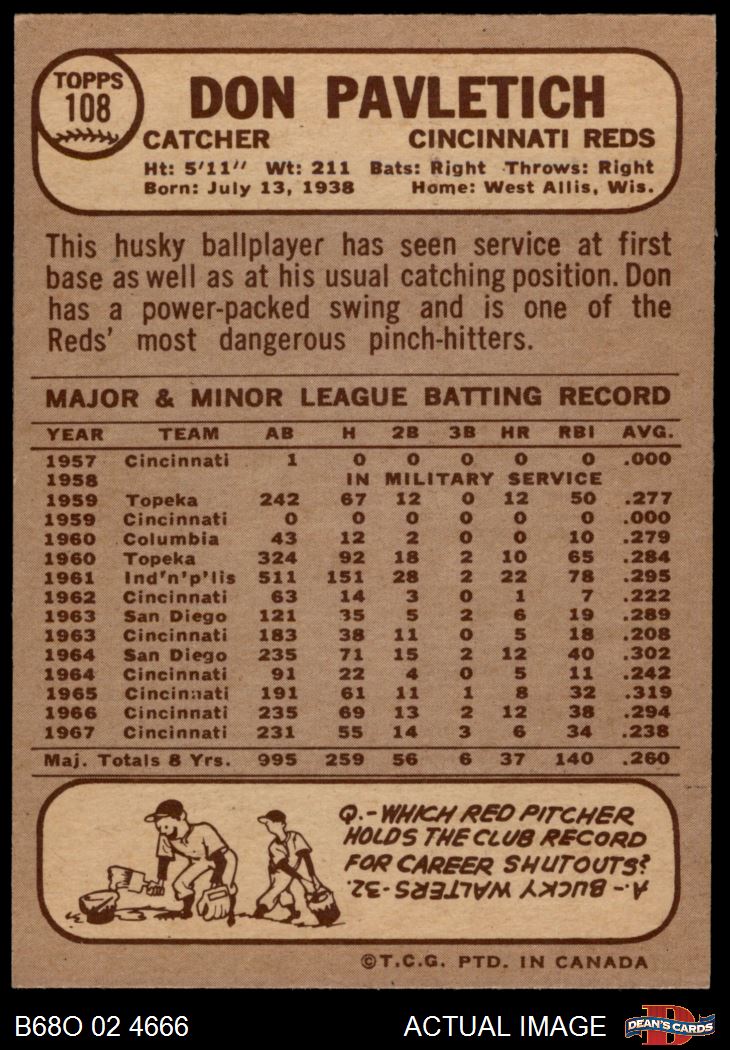 TOPPS
108
DON PAVLETICH
CATCHER CINCINNATI REDS
Ht: 5'11" Wt: 211 Bats: Right Throws: Right
Born: July 13, 1938 Home: West Allis, Wis.
This husky ballplayer has seen service at first
base as well as at his usual catching position. Don
has a power-packed swing and is one of the
Reds' most dangerous pinch-hitters.
MAJOR & MINOR LEAGUE BATTING RECORD
YEAR TEAM AB H 2B 3B HR RBI AVG.
1957 Cincinnati 1 0 0 0 0 0 .000
1958 IN MILITARY SERVICE
1959 Topeka 242 67 12 0 12 50 .277
1959 Cincinnati 0 0 0 0 0 0 .000
1960 Columbia 43 12 2 0 0 10 .279
1960 Topeka 324 92 18 2 10 65 .284
1961 Ind'n'p'lis 511 151 28 2 22 78 .295
1962 Cincinnati 63 14 3 0 1 7 .222
1963 San Diego 121 35 5 2 6 19 .289
1963 Cincinnati 183 38 11 0 5 18 .208
1964 San Diego 235 71 15 2 12 40 .302
1964 Cincinnati 91 22 4 0 5 11 .242
1965 Cincinnati 191 61 11 1 8 32 .319
1966 Cincinnati 235 69 13 2 12 38 .294
1967 Cincinnati 231 55 14 3 6 34 .238
Maj. Totals 8 Yrs. 995 259 56 6 37 140 .260
Q.-WHICH RED PITCHER
HOLDS THE CLUB RECORD
FOR CAREER SHUTOUTS?
A-. BUCKY WALTERS-32.
©T.C.G. PTD. IN CANADA
B68O 02 4666 ACTUAL IMAGE
D
DEAN'S CARDS